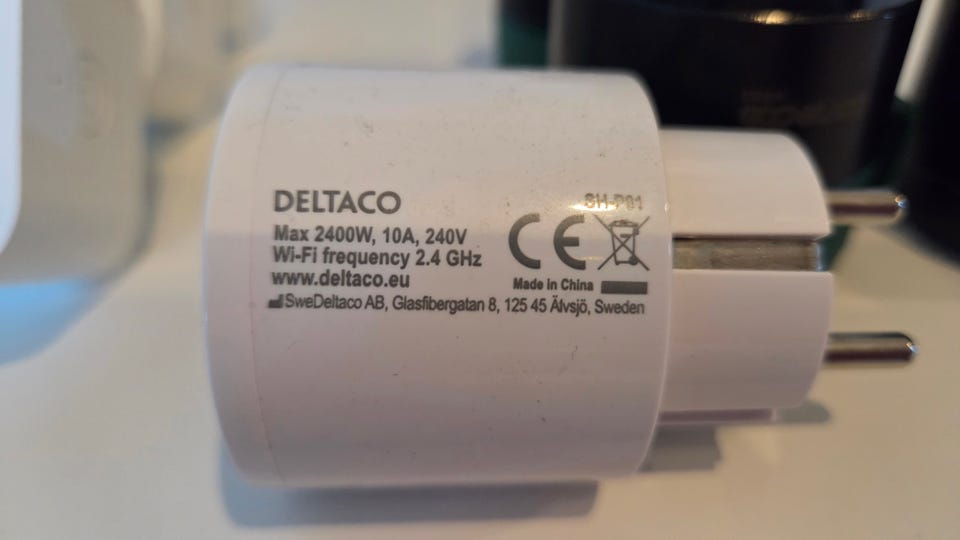 DELTACO
SH-P01
Max 2400W, 10A, 240V
Wi-Fi frequency 2.4 GHz
www.deltaco.eu
CE
Made in China
SweDeltaco AB, Glasfibergatan 8, 125 45 Älvsjö, Sweden